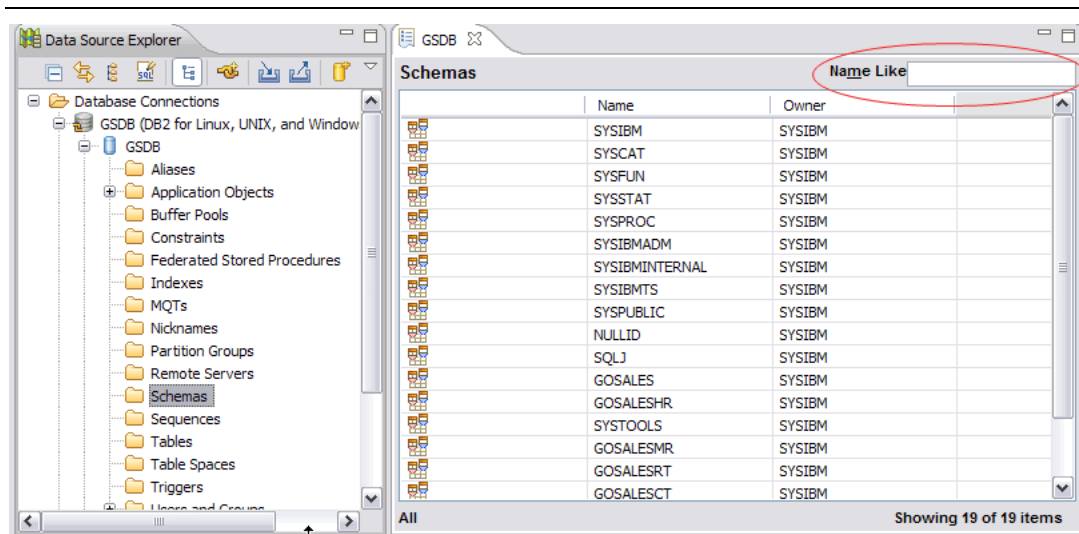 Data Source Explorer
Database Connections
GSDB (DB2 for Linux, UNIX, and Window
GSDB
Aliases
Application Objects
Buffer Pools
Constraints
Federated Stored Procedures
Indexes
MQTs
Nicknames
Partition Groups
Remote Servers
Schemas
Sequences
Tables
Table Spaces
Triggers
Users and Groups
GSDB
Schemas
Name Like
Name Owner
SYSIBM SYSIBM
SYSCAT SYSIBM
SYSFUN SYSIBM
SYSSTAT SYSIBM
SYSPROC SYSIBM
SYSIBMADM SYSIBM
SYSIBMINTERNAL SYSIBM
SYSIBMTS SYSIBM
SYSPUBLIC SYSIBM
NULLID SYSIBM
SQLJ SYSIBM
GOSALES SYSIBM
GOSALESHR SYSIBM
SYSTOOLS SYSIBM
GOSALESMR SYSIBM
GOSALESRT SYSIBM
GOSALESCT SYSIBM
All Showing 19 of 19 items